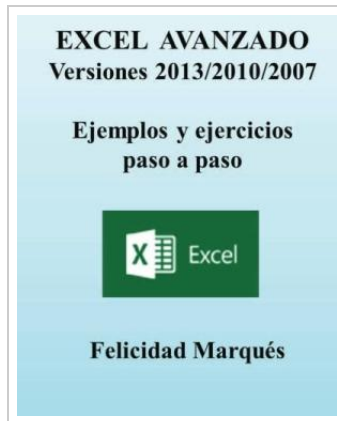 EXCEL AVANZADO
Versiones 2013/2010/2007
Ejemplos y ejercicios
paso a paso
X Excel
Felicidad Marqués